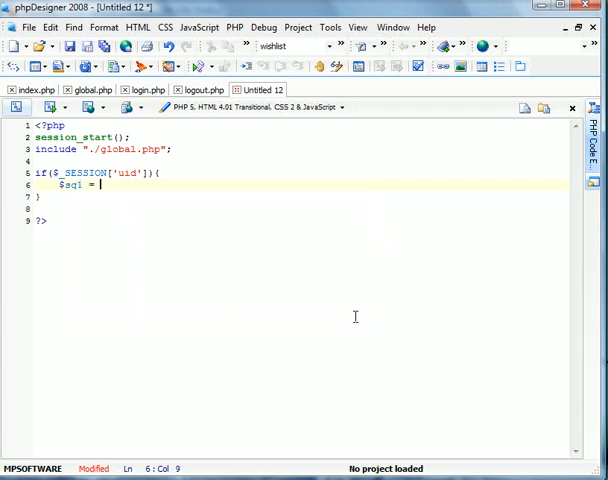 phpDesigner 2008 - [Untitled 12 *]
File Edit Search Format HTML CSS JavaScript PHP Debug Project Tools View Window Help
wishlist
index.php global.php login.php logout.php Untitled 12
PHP 5, HTML 4.01 Transitional, CSS 2 & JavaScript
1 <?php
2 session_start();
3 include "./global.php";
4
5 if($_SESSION['uid']){
6 $sql =
7 }
8
9 ?>
PHP Code E...
MPSOFTWARE Modified Ln 6 : Col 9 No project loaded